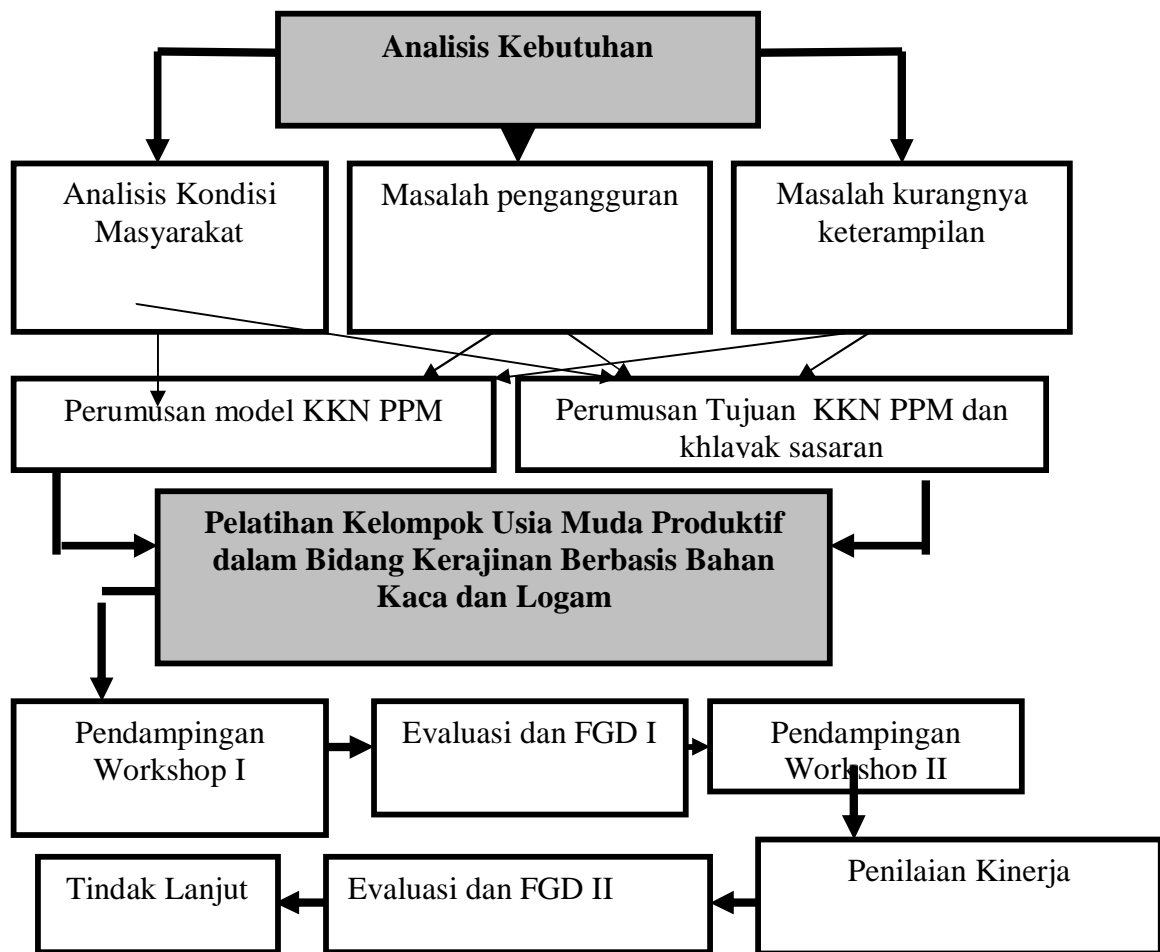 Analisis Kebutuhan
Analisis Kondisi
Masyarakat
Masalah pengangguran
Masalah kurangnya
keterampilan
Perumusan model KKN PPM
Perumusan Tujuan KKN PPM dan
khlavak sasaran
Pelatihan Kelompok Usia Muda Produktif
dalam Bidang Kerajinan Berbasis Bahan
Kaca dan Logam
Pendampingan
Workshop I
Evaluasi dan FGD I
Pendampingan
Workshop II
Penilaian Kinerja
Evaluasi dan FGD II
Tindak Lanjut